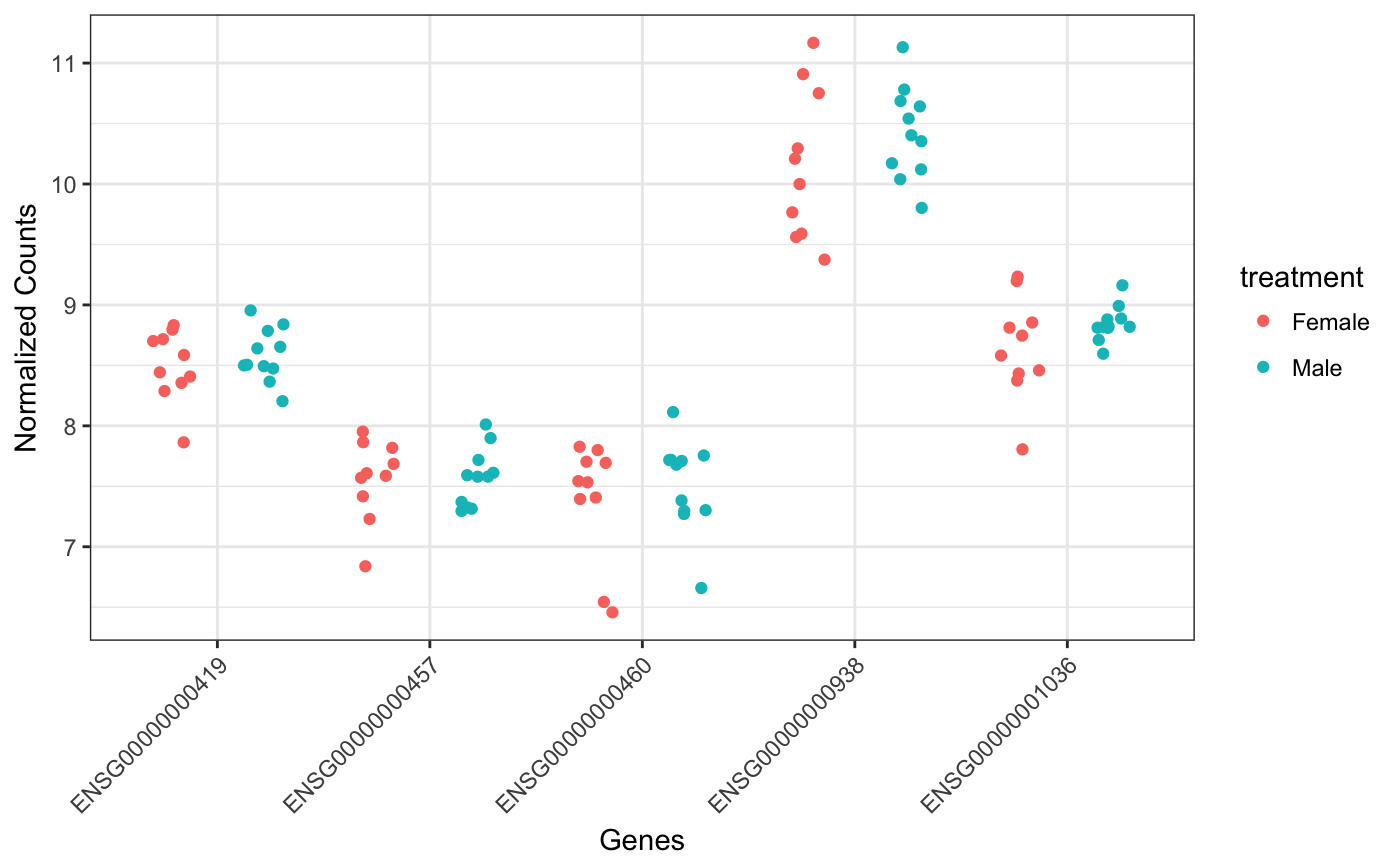 11
10
9
8
7
Normalized Counts
ENSG00000000419
ENSG00000000457
ENSG00000000460
ENSG00000000938
ENSG00000001036
Genes
treatment
Female
Male